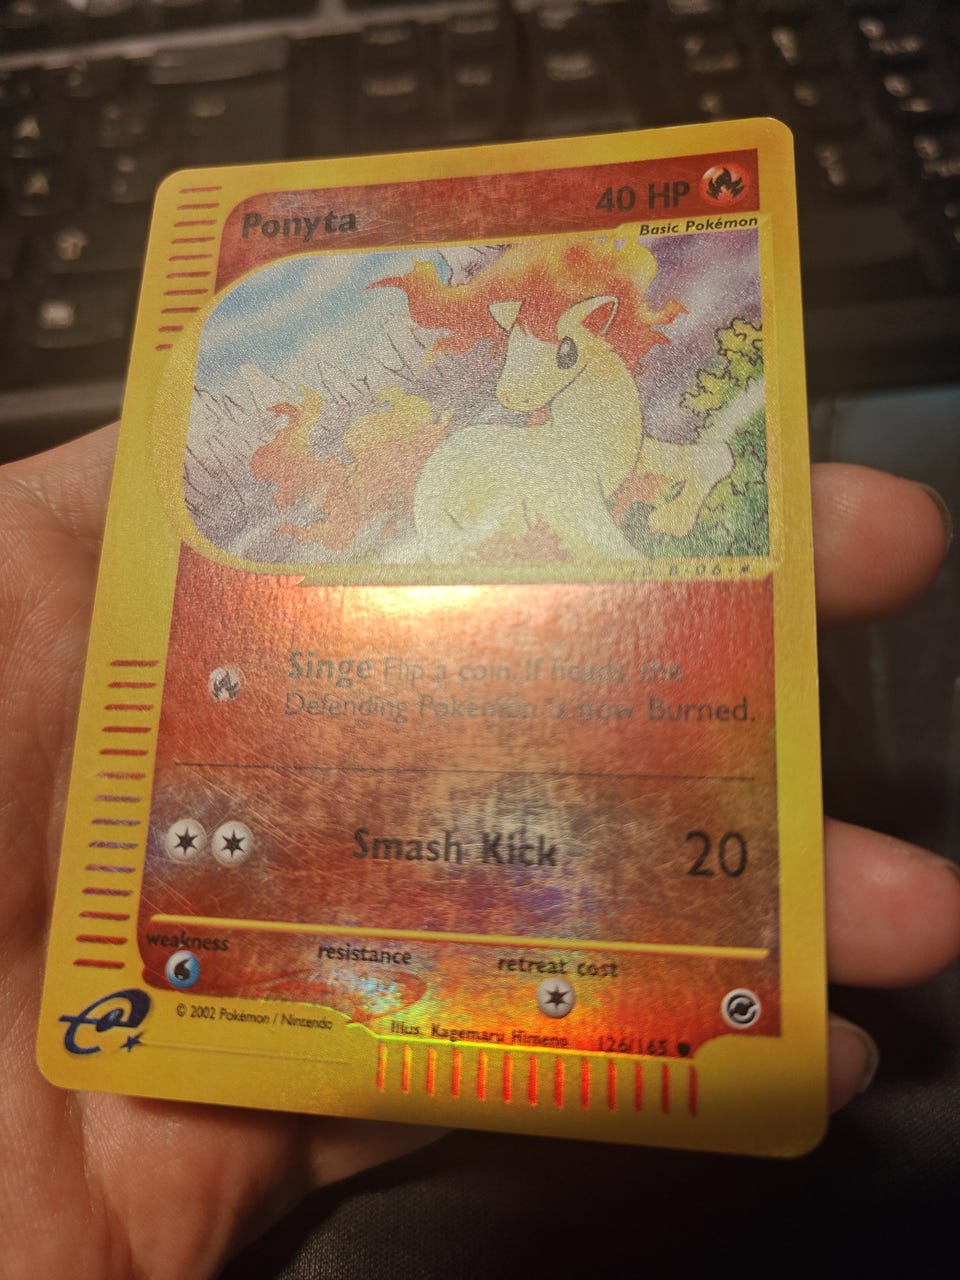 Ponyta 40 HP
Basic Pokémon
Singe Flip a coin. If heads, the
Defending Pokémon is now Burned.
Smash Kick 20
weakness resistance retreat cost
© 2002 Pokémon / Nintendo
Illus. Kagemaru Himeno 126/165
e